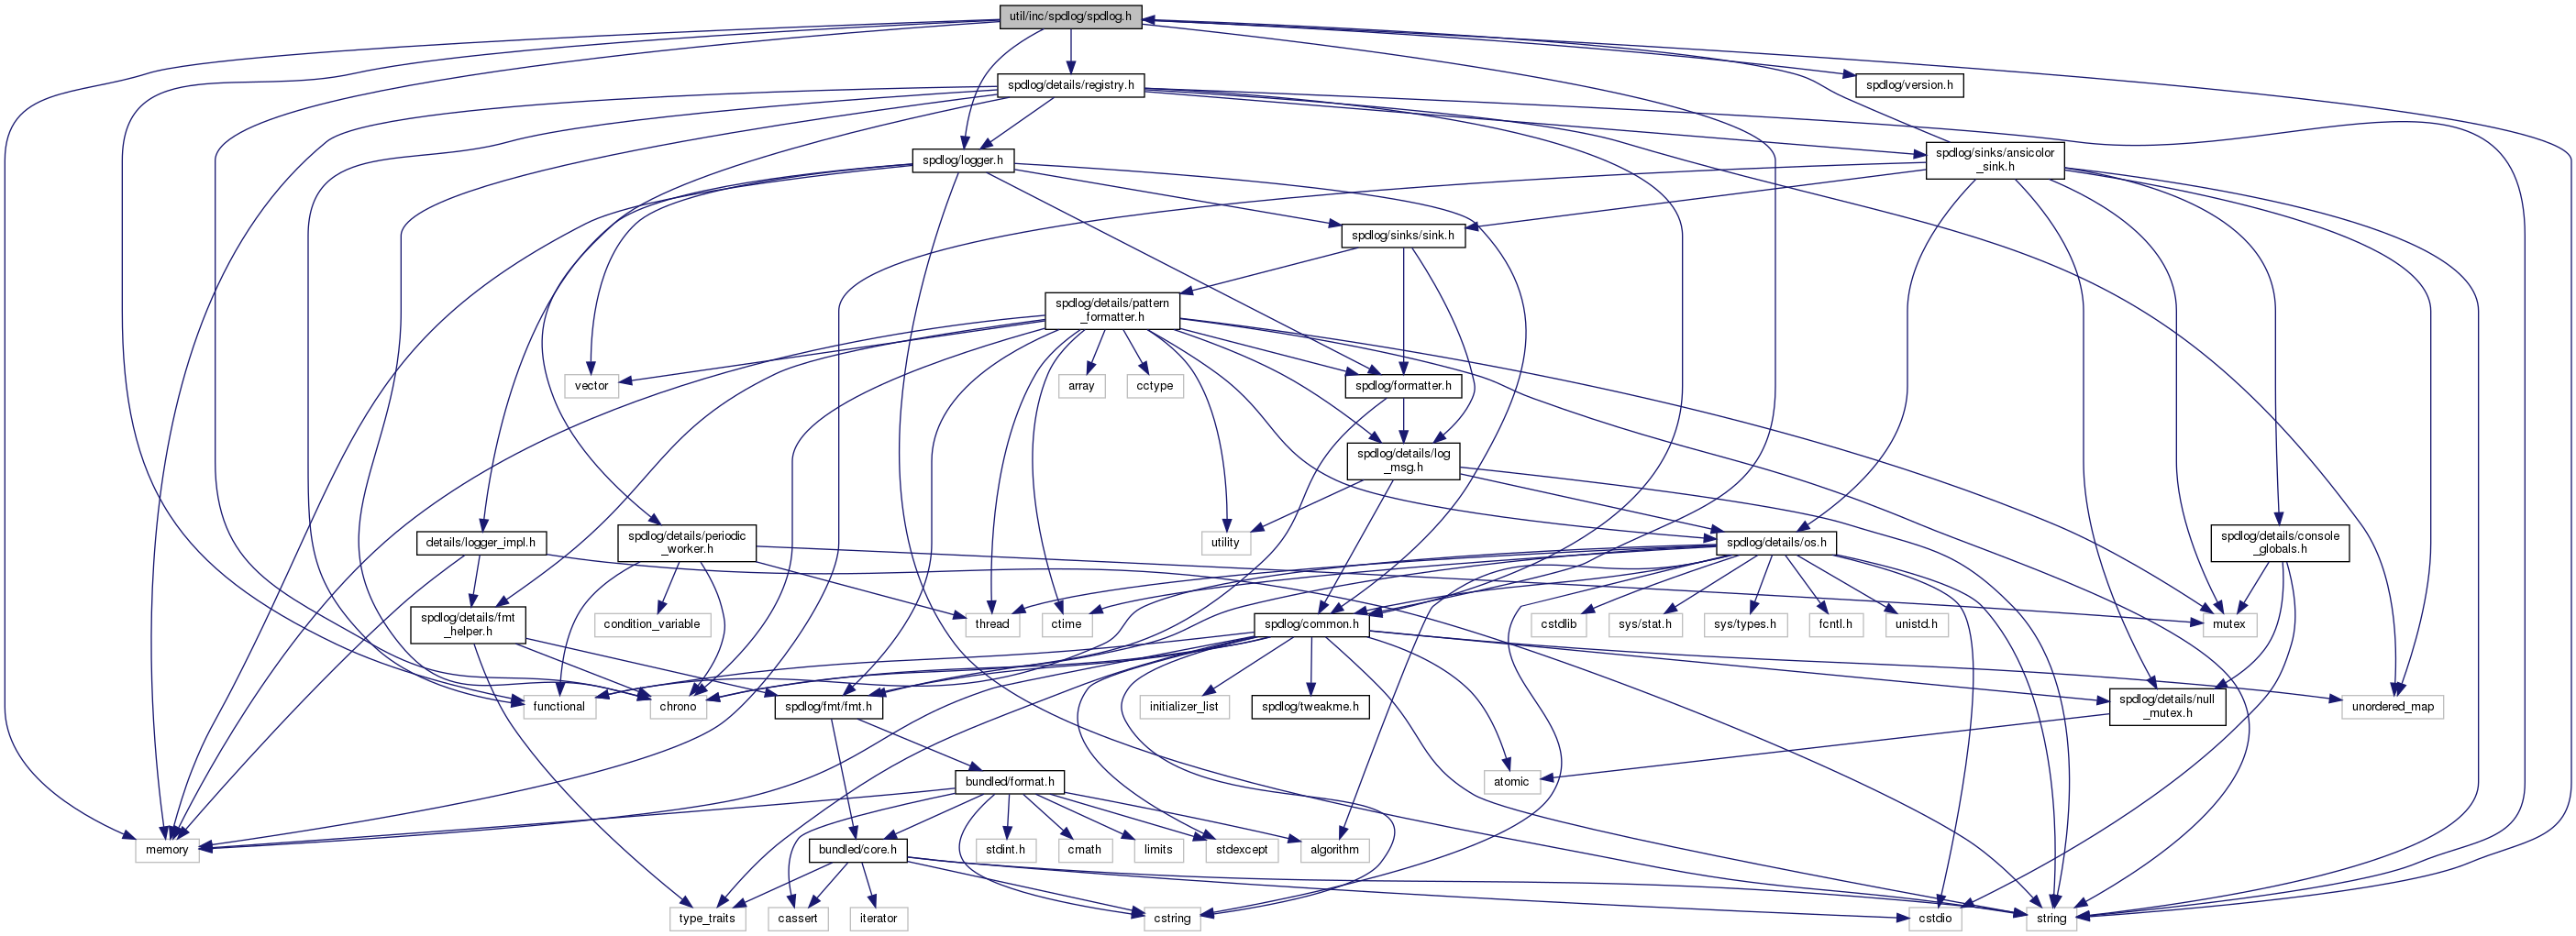 util/inc/spdlog/spdlog.h
spdlog/details/registry.h
spdlog/version.h
spdlog/logger.h
spdlog/sinks/ansicolor
_sink.h
spdlog/sinks/sink.h
spdlog/details/pattern
_formatter.h
vector
array
cctype
spdlog/formatter.h
spdlog/details/log
_msg.h
details/logger_impl.h
spdlog/details/periodic
_worker.h
utility
spdlog/details/os.h
spdlog/details/console
_globals.h
spdlog/details/fmt
_helper.h
condition_variable
thread
ctime
spdlog/common.h
cstdlib
sys/stat.h
sys/types.h
fcntl.h
unistd.h
mutex
functional
chrono
spdlog/fmt/fmt.h
initializer_list
spdlog/tweakme.h
spdlog/details/null
_mutex.h
unordered_map
bundled/format.h
atomic
memory
bundled/core.h
stdint.h
cmath
limits
stdexcept
algorithm
type_traits
cassert
iterator
cstring
cstdio
string